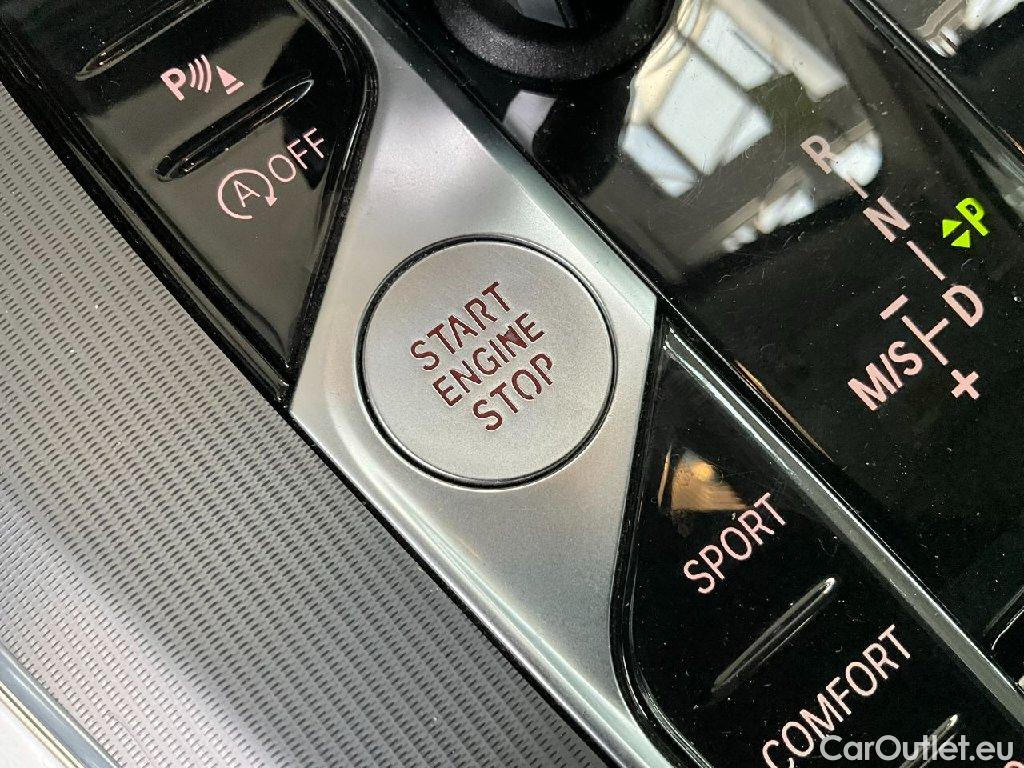 P
A OFF
START
ENGINE
STOP
R
N
P
D
M/S
-
+
SPORT
COMFORT
CarOutlet.eu